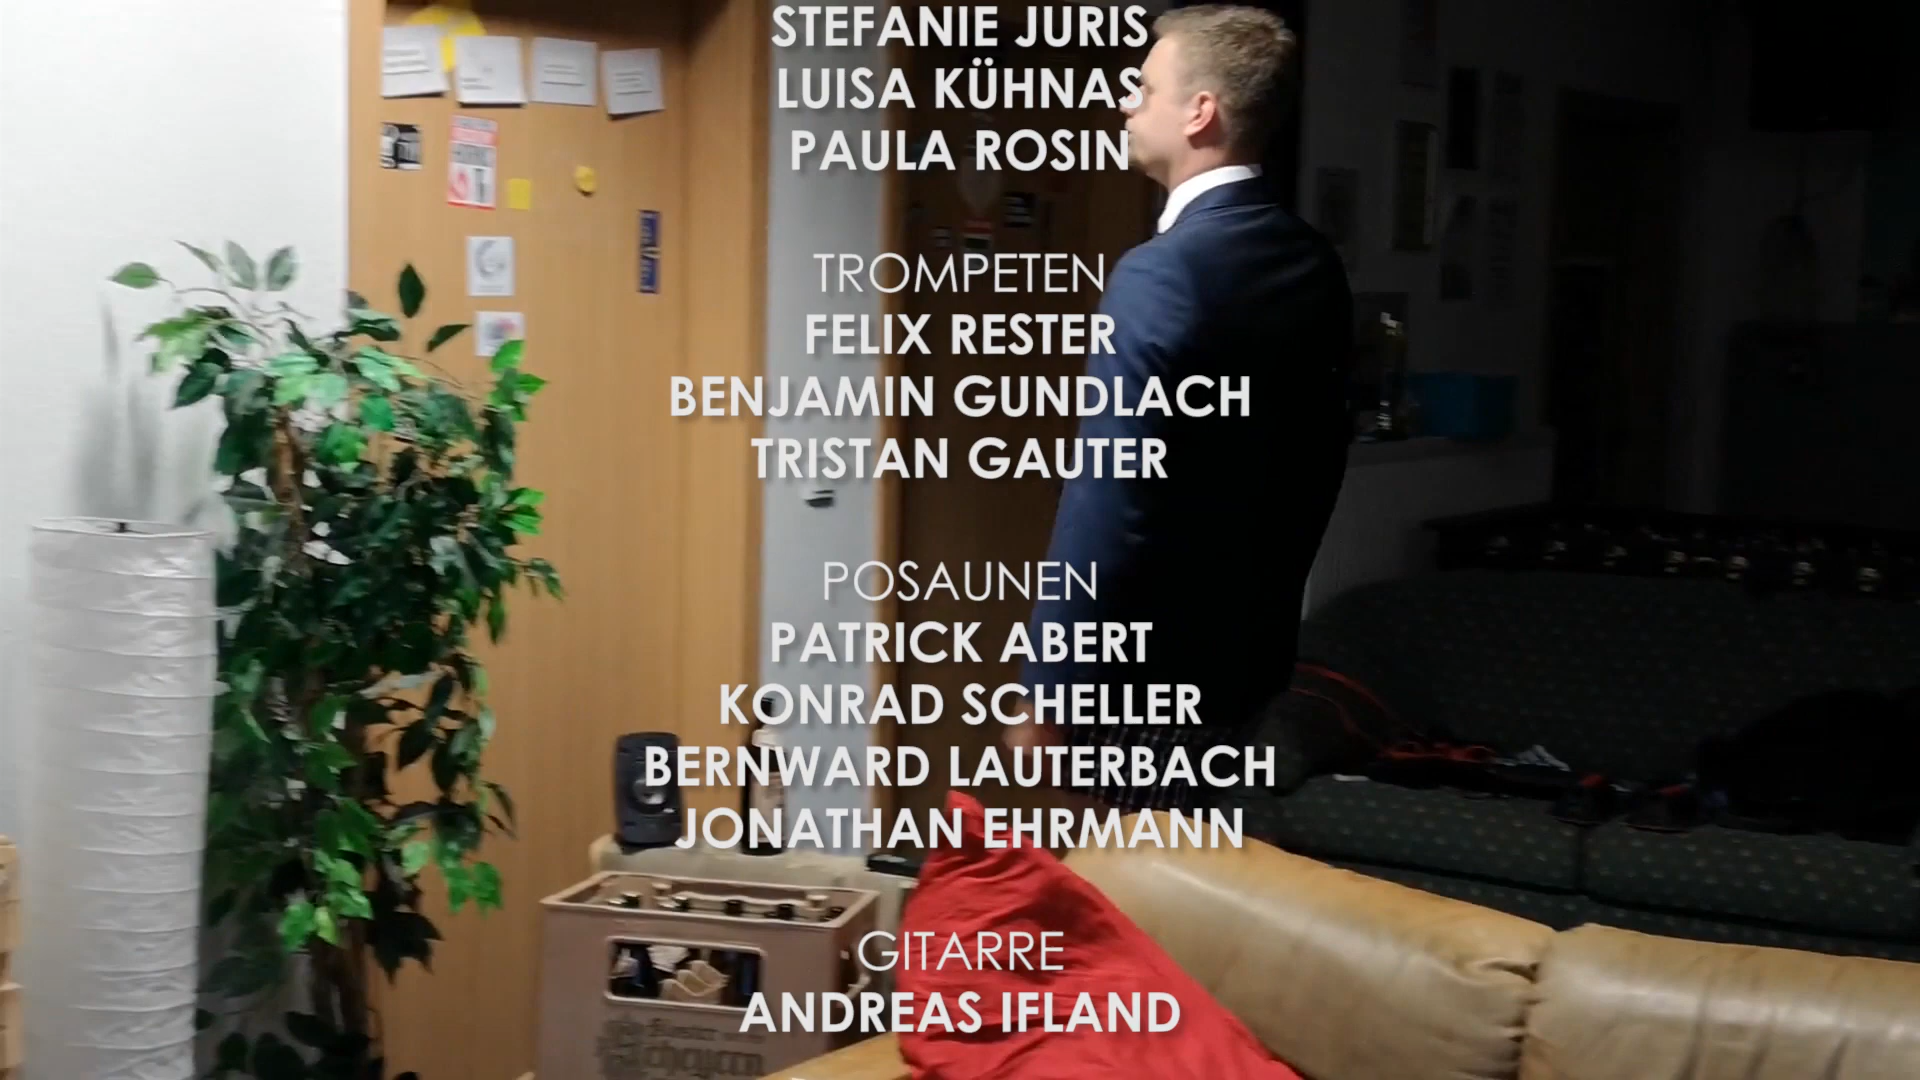 STEFANIE JURIS
LUISA KÜHNAS
PAULA ROSIN
TROMPETEN
FELIX RESTER
BENJAMIN GUNDLACH
TRISTAN GAUTER
POSAUNEN
PATRICK ABERT
KONRAD SCHELLER
BERNWARD LAUTERBACH
JONATHAN EHRMANN
GITARRE
ANDREAS IFLAND